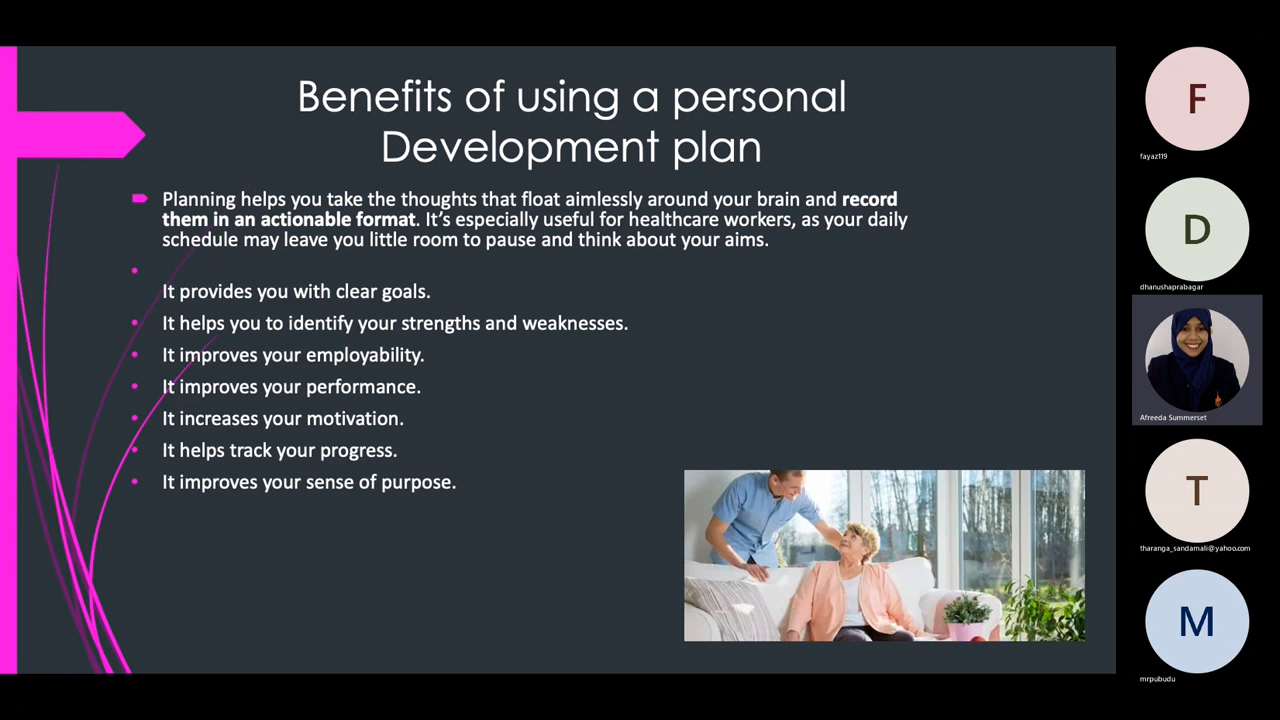 Benefits of using a personal
Development plan
Planning helps you take the thoughts that float aimlessly around your brain and record
them in an actionable format. It’s especially useful for healthcare workers, as your daily
schedule may leave you little room to pause and think about your aims.
It provides you with clear goals.
It helps you to identify your strengths and weaknesses.
It improves your employability.
It improves your performance.
It increases your motivation.
It helps track your progress.
It improves your sense of purpose.
F
fayaz119
D
dhanushaprabagar
Afreeda Summerset
T
tharanga_sandamali@yahoo.com
M
mrpubudu